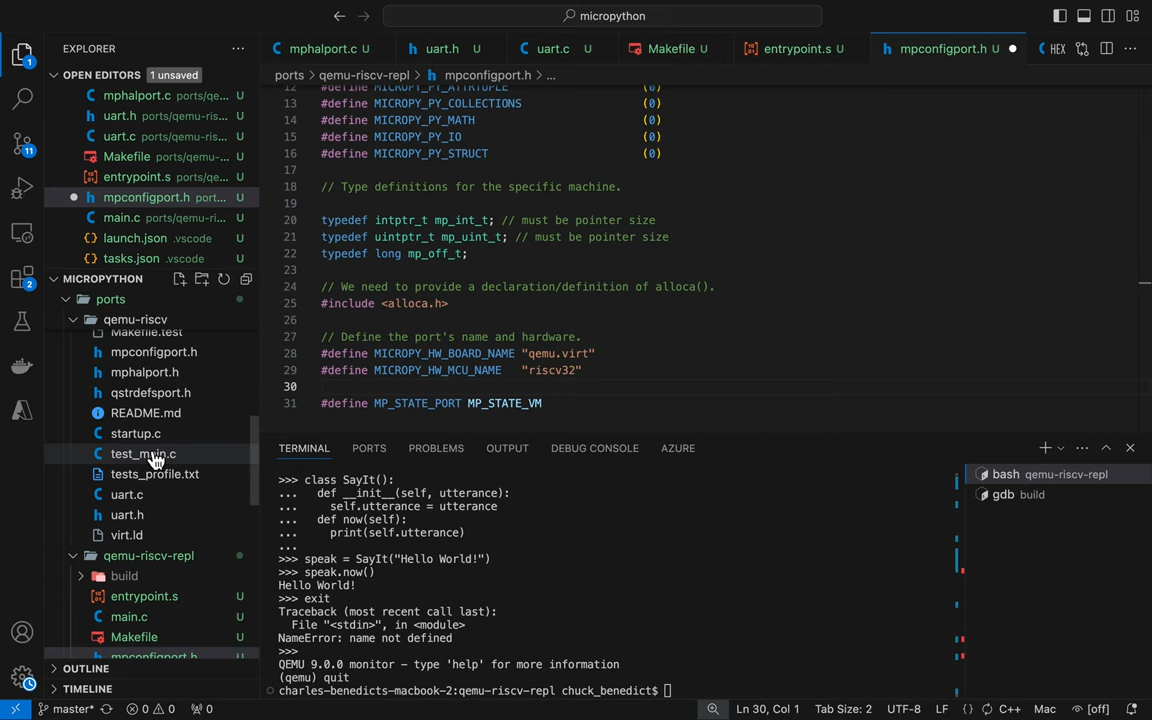 micropython
EXPLORER
OPEN EDITORS 1 unsaved
mphalport.c ports/qe...
uart.h ports/qemu-ris...
uart.c ports/qemu-ris...
Makefile ports/qemu-...
entrypoint.s ports/qe...
mpconfigport.h port...
main.c ports/qemu-ri...
launch.json .vscode
tasks.json .vscode
U
U
U
U
U
U
U
U
U
MICROPYTHON
ports
qemu-riscv
Makefile.test
mpconfigport.h
mphalport.h
qstrdefsport.h
README.md
startup.c
test_main.c
tests_profile.txt
uart.c
uart.h
virt.ld
qemu-riscv-repl
build
entrypoint.s U
main.c U
Makefile U
mpconfigport.h U
OUTLINE
TIMELINE
mphalport.c U
uart.h U
uart.c U
Makefile U
entrypoint.s U
mpconfigport.h U
HEX
ports > qemu-riscv-repl > mpconfigport.h > ...
12 #define MICROPY_PY_ATTRTUPLE (0)
13 #define MICROPY_PY_COLLECTIONS (0)
14 #define MICROPY_PY_MATH (0)
15 #define MICROPY_PY_IO (0)
16 #define MICROPY_PY_STRUCT (0)
17
18 // Type definitions for the specific machine.
19
20 typedef intptr_t mp_int_t; // must be pointer size
21 typedef uintptr_t mp_uint_t; // must be pointer size
22 typedef long mp_off_t;
23
24 // We need to provide a declaration/definition of alloca().
25 #include <alloca.h>
26
27 // Define the port's name and hardware.
28 #define MICROPY_HW_BOARD_NAME "qemu.virt"
29 #define MICROPY_HW_MCU_NAME "riscv32"
30
31 #define MP_STATE_PORT MP_STATE_VM
TERMINAL PORTS PROBLEMS OUTPUT DEBUG CONSOLE AZURE
>>> class SayIt():
... def __init__(self, utterance):
... self.utterance = utterance
... def now(self):
... print(self.utterance)
...
>>> speak = SayIt("Hello World!")
>>> speak.now()
Hello World!
>>> exit
Traceback (most recent call last):
File "<stdin>", in <module>
NameError: name not defined
>>>
QEMU 9.0.0 monitor - type 'help' for more information
(qemu) quit
charles-benedicts-macbook-2:qemu-riscv-repl chuck_benedict$
bash qemu-riscv-repl
gdb build
1
11
2
master* 0 0 0
Ln 30, Col 1 Tab Size: 2 UTF-8 LF {} C++ Mac [off]